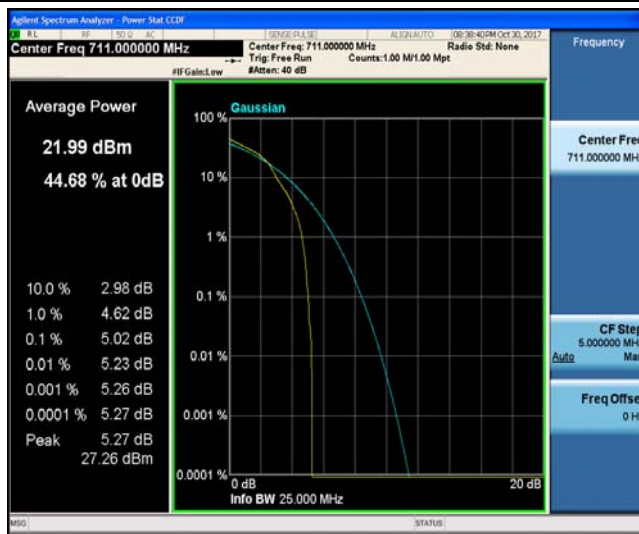 Agilent Spectrum Analyzer - Power Stat CCDF
RL RF 50 Ω AC SENSE:PULSE ALIGN AUTO 08:38:40 PM Oct 30, 2017
Center Freq 711.000000 MHz
Center Freq: 711.000000 MHz Radio Std: None
Trig: Free Run Counts:1.00 M/1.00 Mpt
#IFGain:Low #Atten: 40 dB
Frequency
Average Power
21.99 dBm
44.68 % at 0dB
10.0 % 2.98 dB
1.0 % 4.62 dB
0.1 % 5.02 dB
0.01 % 5.23 dB
0.001 % 5.26 dB
0.0001 % 5.27 dB
Peak 5.27 dB
27.26 dBm
Gaussian
100 %
10 %
1 %
0.1 %
0.01 %
0.001 %
0.0001 %
0 dB 20 dB
Info BW 25.000 MHz
Center Fre
711.000000 MH
CF Step
5.000000 MH
Auto Ma
Freq Offse
0 H
MSG STATUS